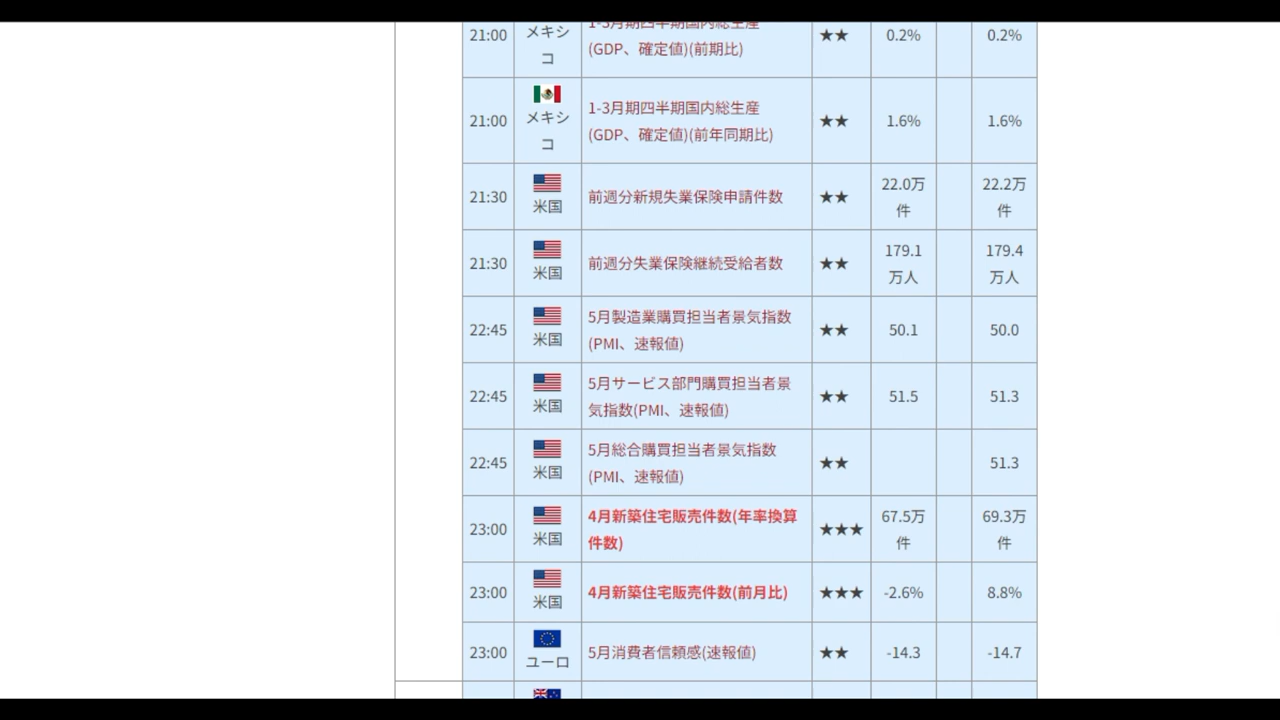 1-3月期四半期国内総生産
21:00 メキシ (GDP、確定値)(前期比) ★★ 0.2% 0.2%
コ
1-3月期四半期国内総生産
21:00 メキシ (GDP、確定値)(前年同期比) ★★ 1.6% 1.6%
コ
21:30 米国 前週分新規失業保険申請件数 ★★ 22.0万 22.2万
件 件
21:30 米国 前週分失業保険継続受給者数 ★★ 179.1 179.4
万人 万人
22:45 米国 5月製造業購買担当者景気指数 ★★ 50.1 50.0
(PMI、速報値)
22:45 米国 5月サービス部門購買担当者景 ★★ 51.5 51.3
気指数(PMI、速報値)
22:45 米国 5月総合購買担当者景気指数 ★★ 51.3
(PMI、速報値)
23:00 米国 4月新築住宅販売件数(年率換算 ★★★ 67.5万 69.3万
件数) 件 件
23:00 米国 4月新築住宅販売件数(前月比) ★★★ -2.6% 8.8%
23:00 ユーロ 5月消費者信頼感(速報値) ★★ -14.3 -14.7